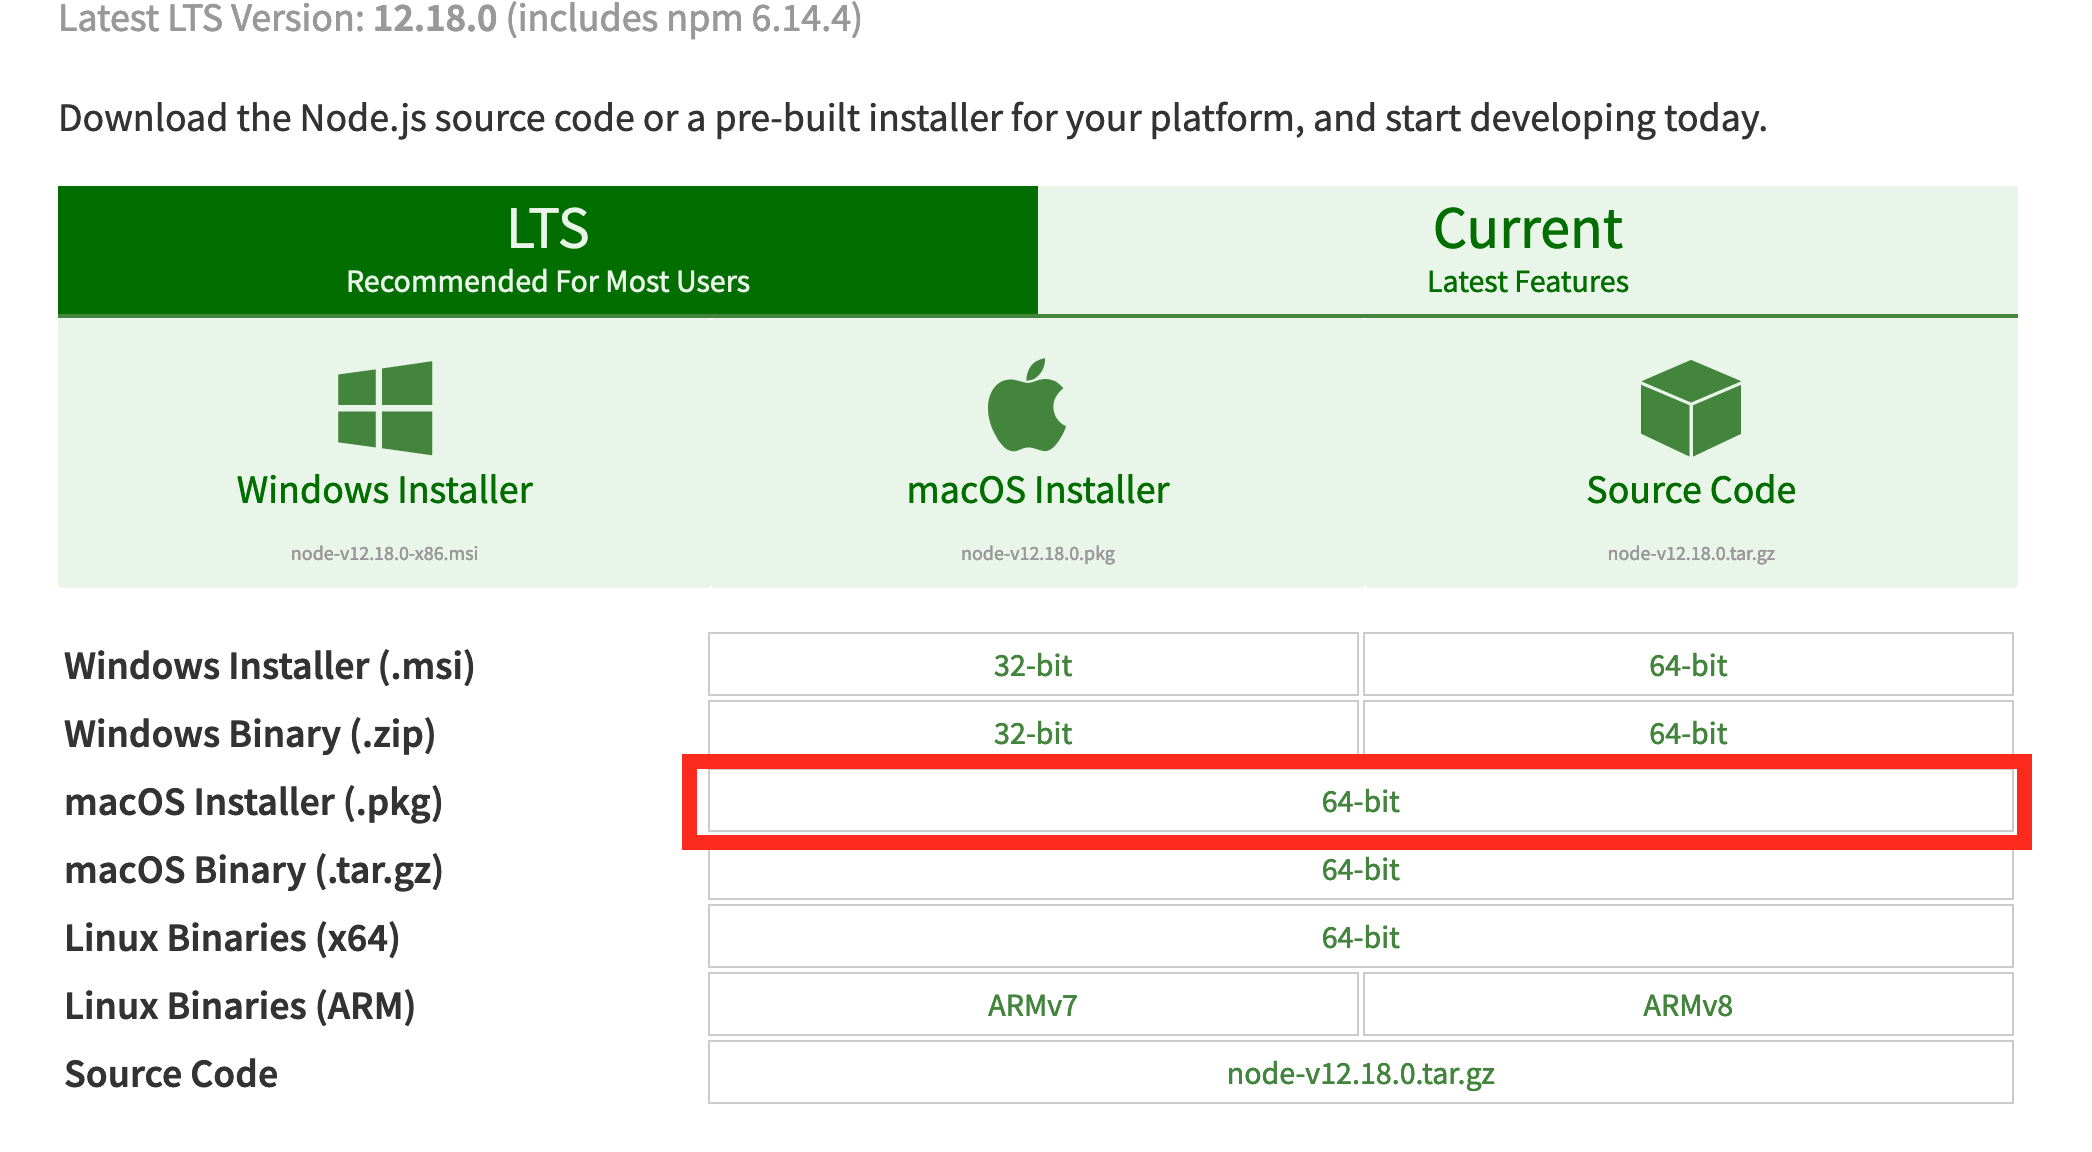 Latest LTS Version: 12.18.0 (includes npm 6.14.4)
Download the Node.js source code or a pre-built installer for your platform, and start developing today.
LTS
Recommended For Most Users
Current
Latest Features
Windows Installer
node-v12.18.0-x86.msi
macOS Installer
node-v12.18.0.pkg
Source Code
node-v12.18.0.tar.gz
Windows Installer (.msi) 32-bit 64-bit
Windows Binary (.zip) 32-bit 64-bit
macOS Installer (.pkg) 64-bit
macOS Binary (.tar.gz) 64-bit
Linux Binaries (x64) 64-bit
Linux Binaries (ARM) ARMv7 ARMv8
Source Code node-v12.18.0.tar.gz